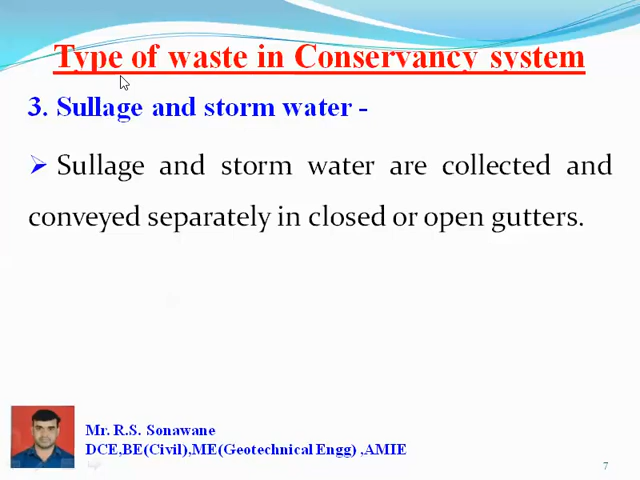 Type of waste in Conservancy system
3. Sullage and storm water -
➢ Sullage and storm water are collected and
conveyed separately in closed or open gutters.
Mr. R.S. Sonawane
DCE,BE(Civil),ME(Geotechnical Engg) ,AMIE
7